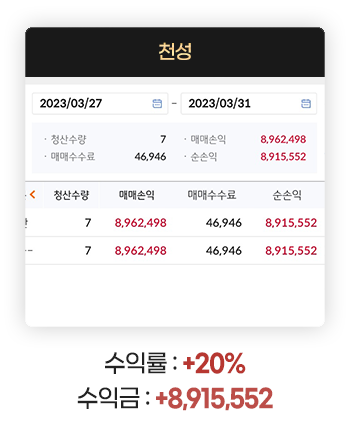 천성
2023/03/27 - 2023/03/31
· 청산수량 7 · 매매손익 8,962,498
· 매매수수료 46,946 · 순손익 8,915,552
청산수량 매매손익 매매수수료 순손익
7 8,962,498 46,946 8,915,552
7 8,962,498 46,946 8,915,552
수익률 : +20%
수익금 : +8,915,552